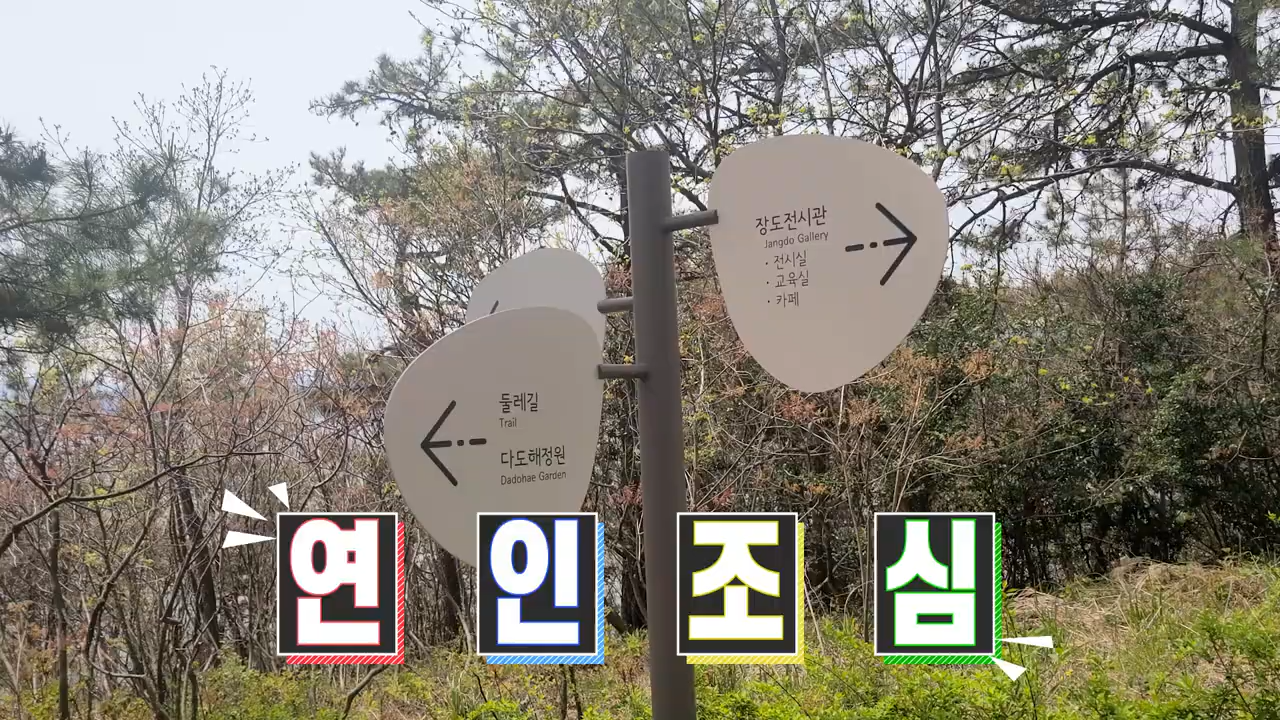 장도전시관
Jangdo Gallery
· 전시실
· 교육실
· 카페
둘레길
Trail
다도해정원
Dadohae Garden
연인조심